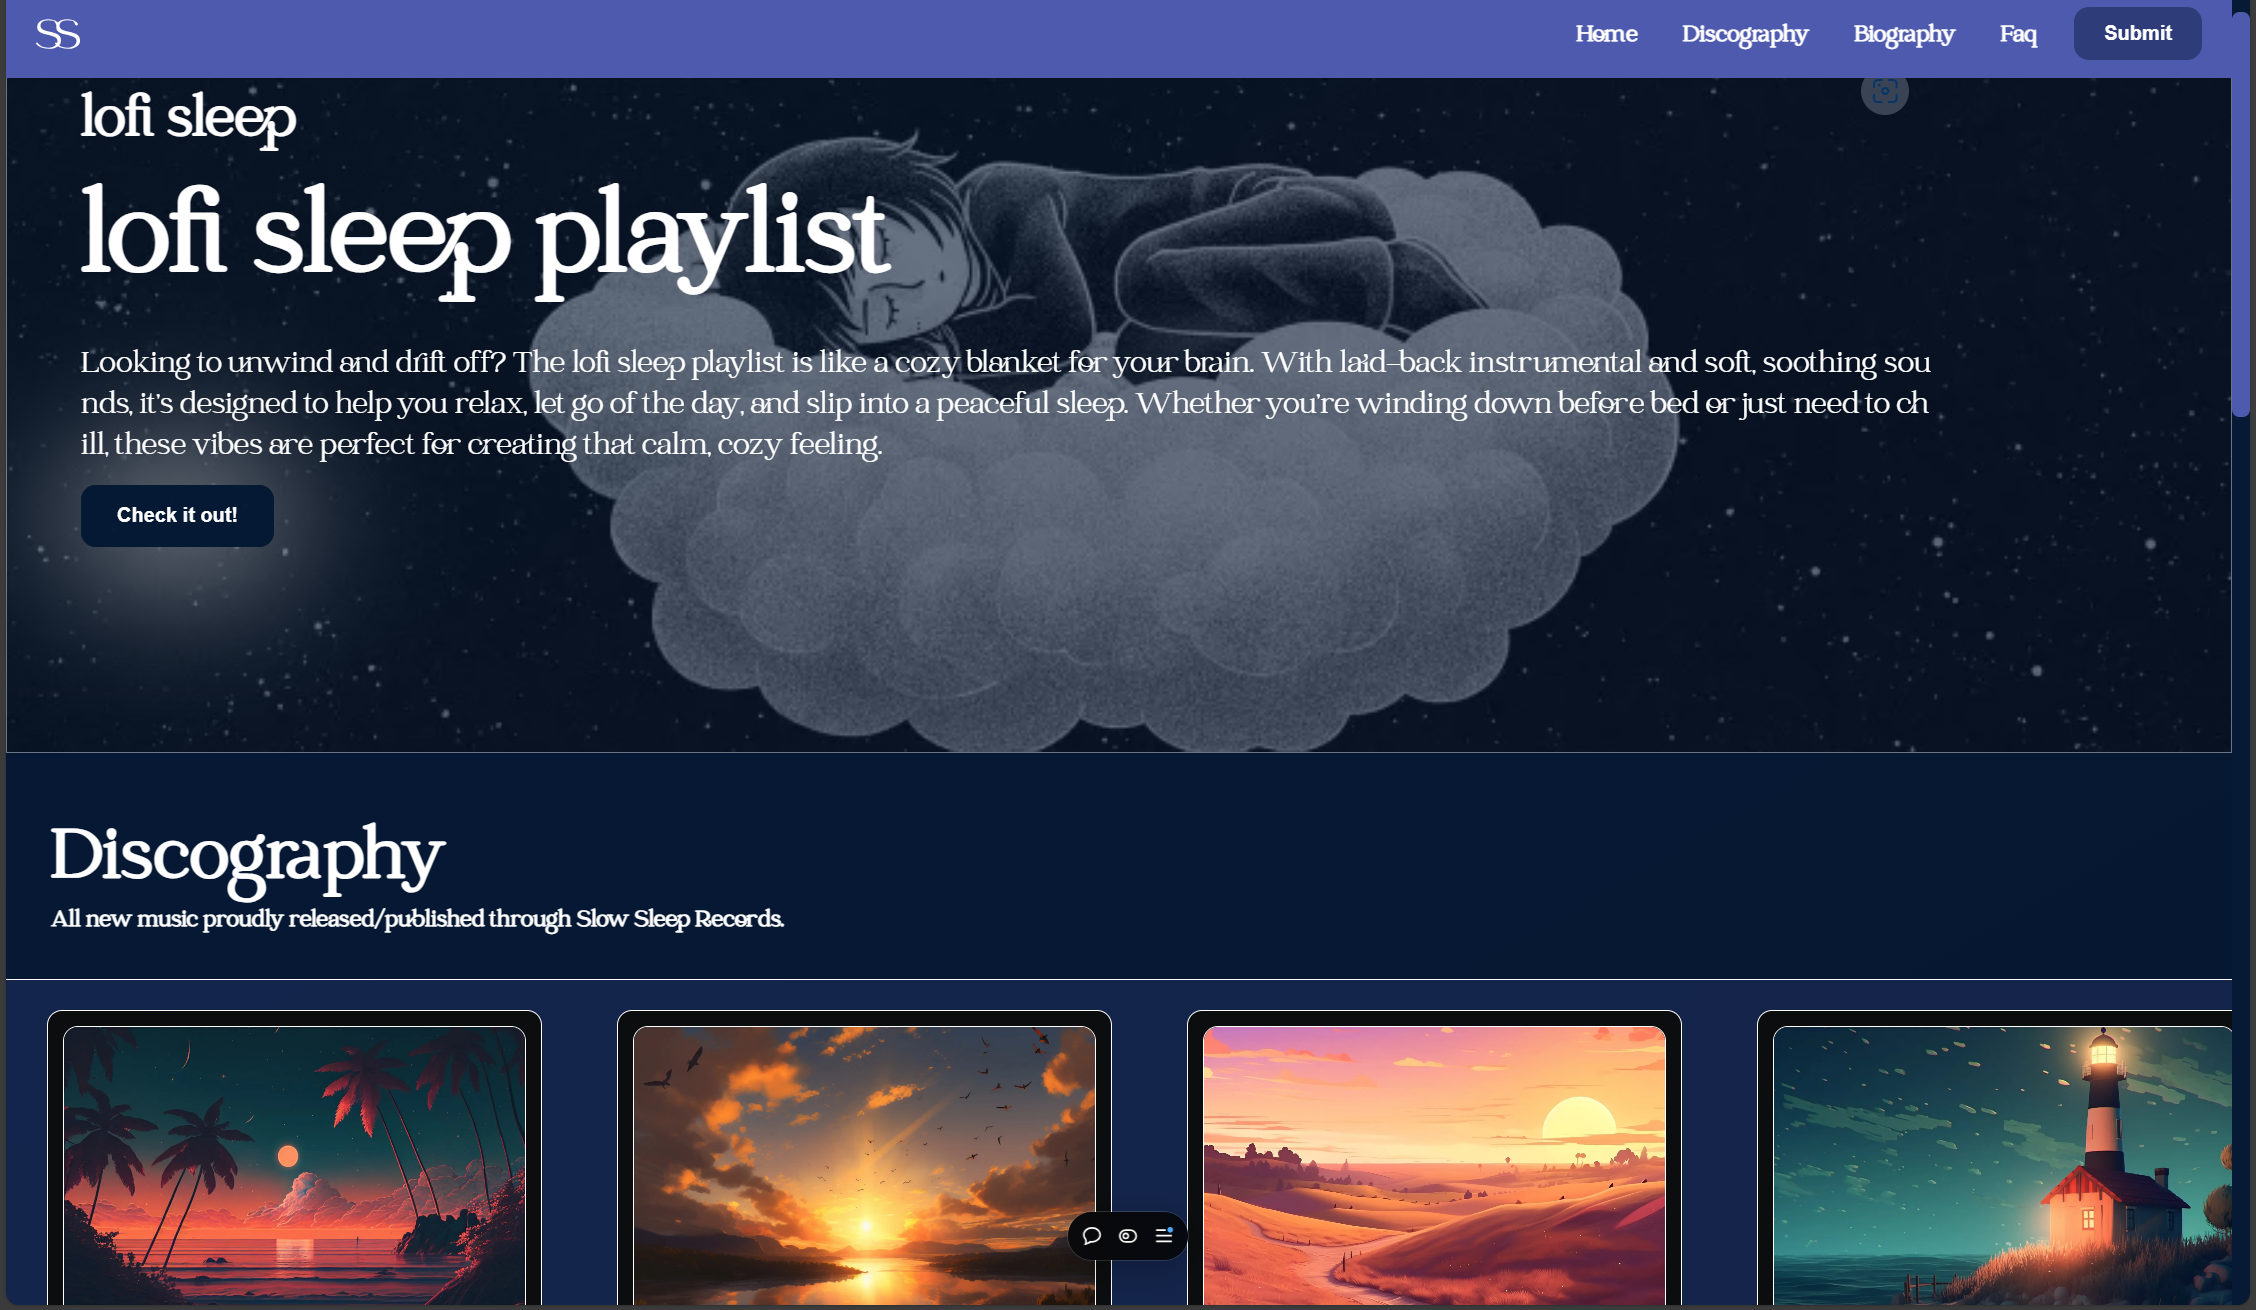 SS
Home Discography Biography Faq Submit
lofi sleep
lofi sleep playlist
Looking to unwind and drift off? The lofi sleep playlist is like a cozy blanket for your brain. With laid-back instrumental and soft, soothing sou
nds, it's designed to help you relax, let go of the day, and slip into a peaceful sleep. Whether you're winding down before bed or just need to ch
ill, these vibes are perfect for creating that calm, cozy feeling.
Check it out!
Discography
All new music proudly released/published through Slow Sleep Records.